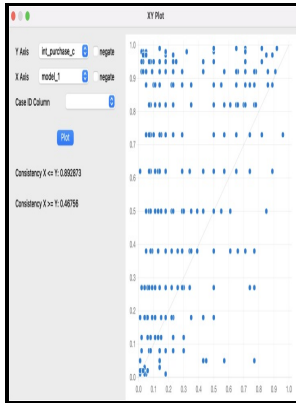 XY Plot
Y Axis int_purchase_c negate
X Axis model_1 negate
Case ID Column
Plot
Consistency X <= Y: 0.892873
Consistency X >= Y: 0.46758
1.0
0.9
0.8
0.7
0.6
0.5
0.4
0.3
0.2
0.1
0.0
0.0 0.1 0.2 0.3 0.4 0.5 0.6 0.7 0.8 0.9 1.0